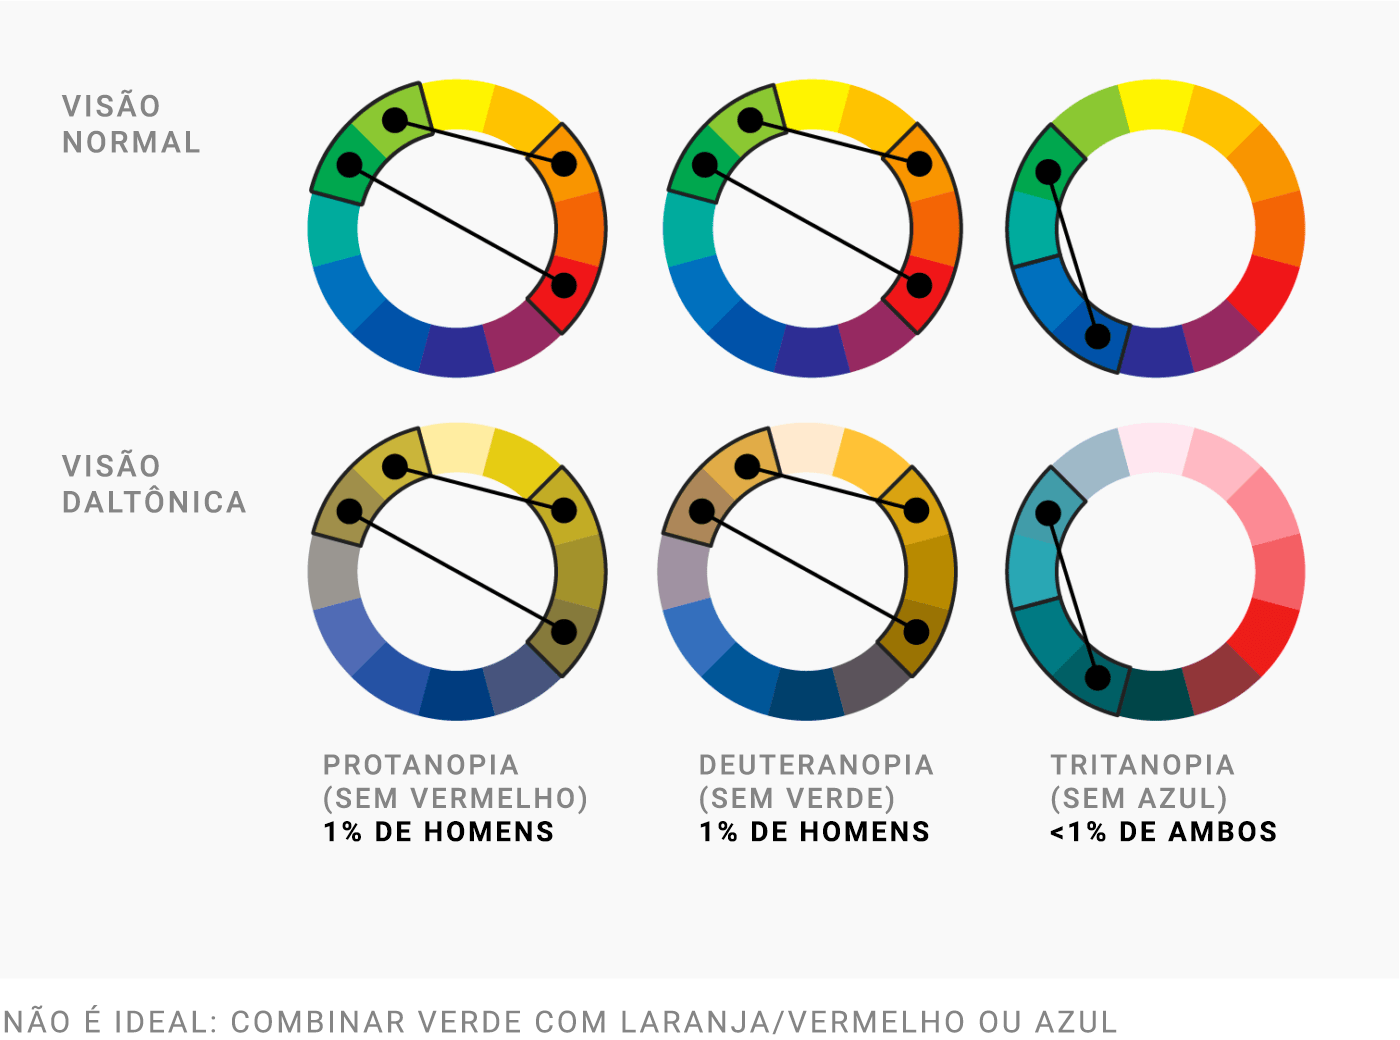 VISÃO
NORMAL
VISÃO
DALTÔNICA
PROTANOPIA
(SEM VERMELHO)
1% DE HOMENS
DEUTERANOPIA
(SEM VERDE)
1% DE HOMENS
TRITANOPIA
(SEM AZUL)
<1% DE AMBOS
NÃO É IDEAL: COMBINAR VERDE COM LARANJA/VERMELHO OU AZUL